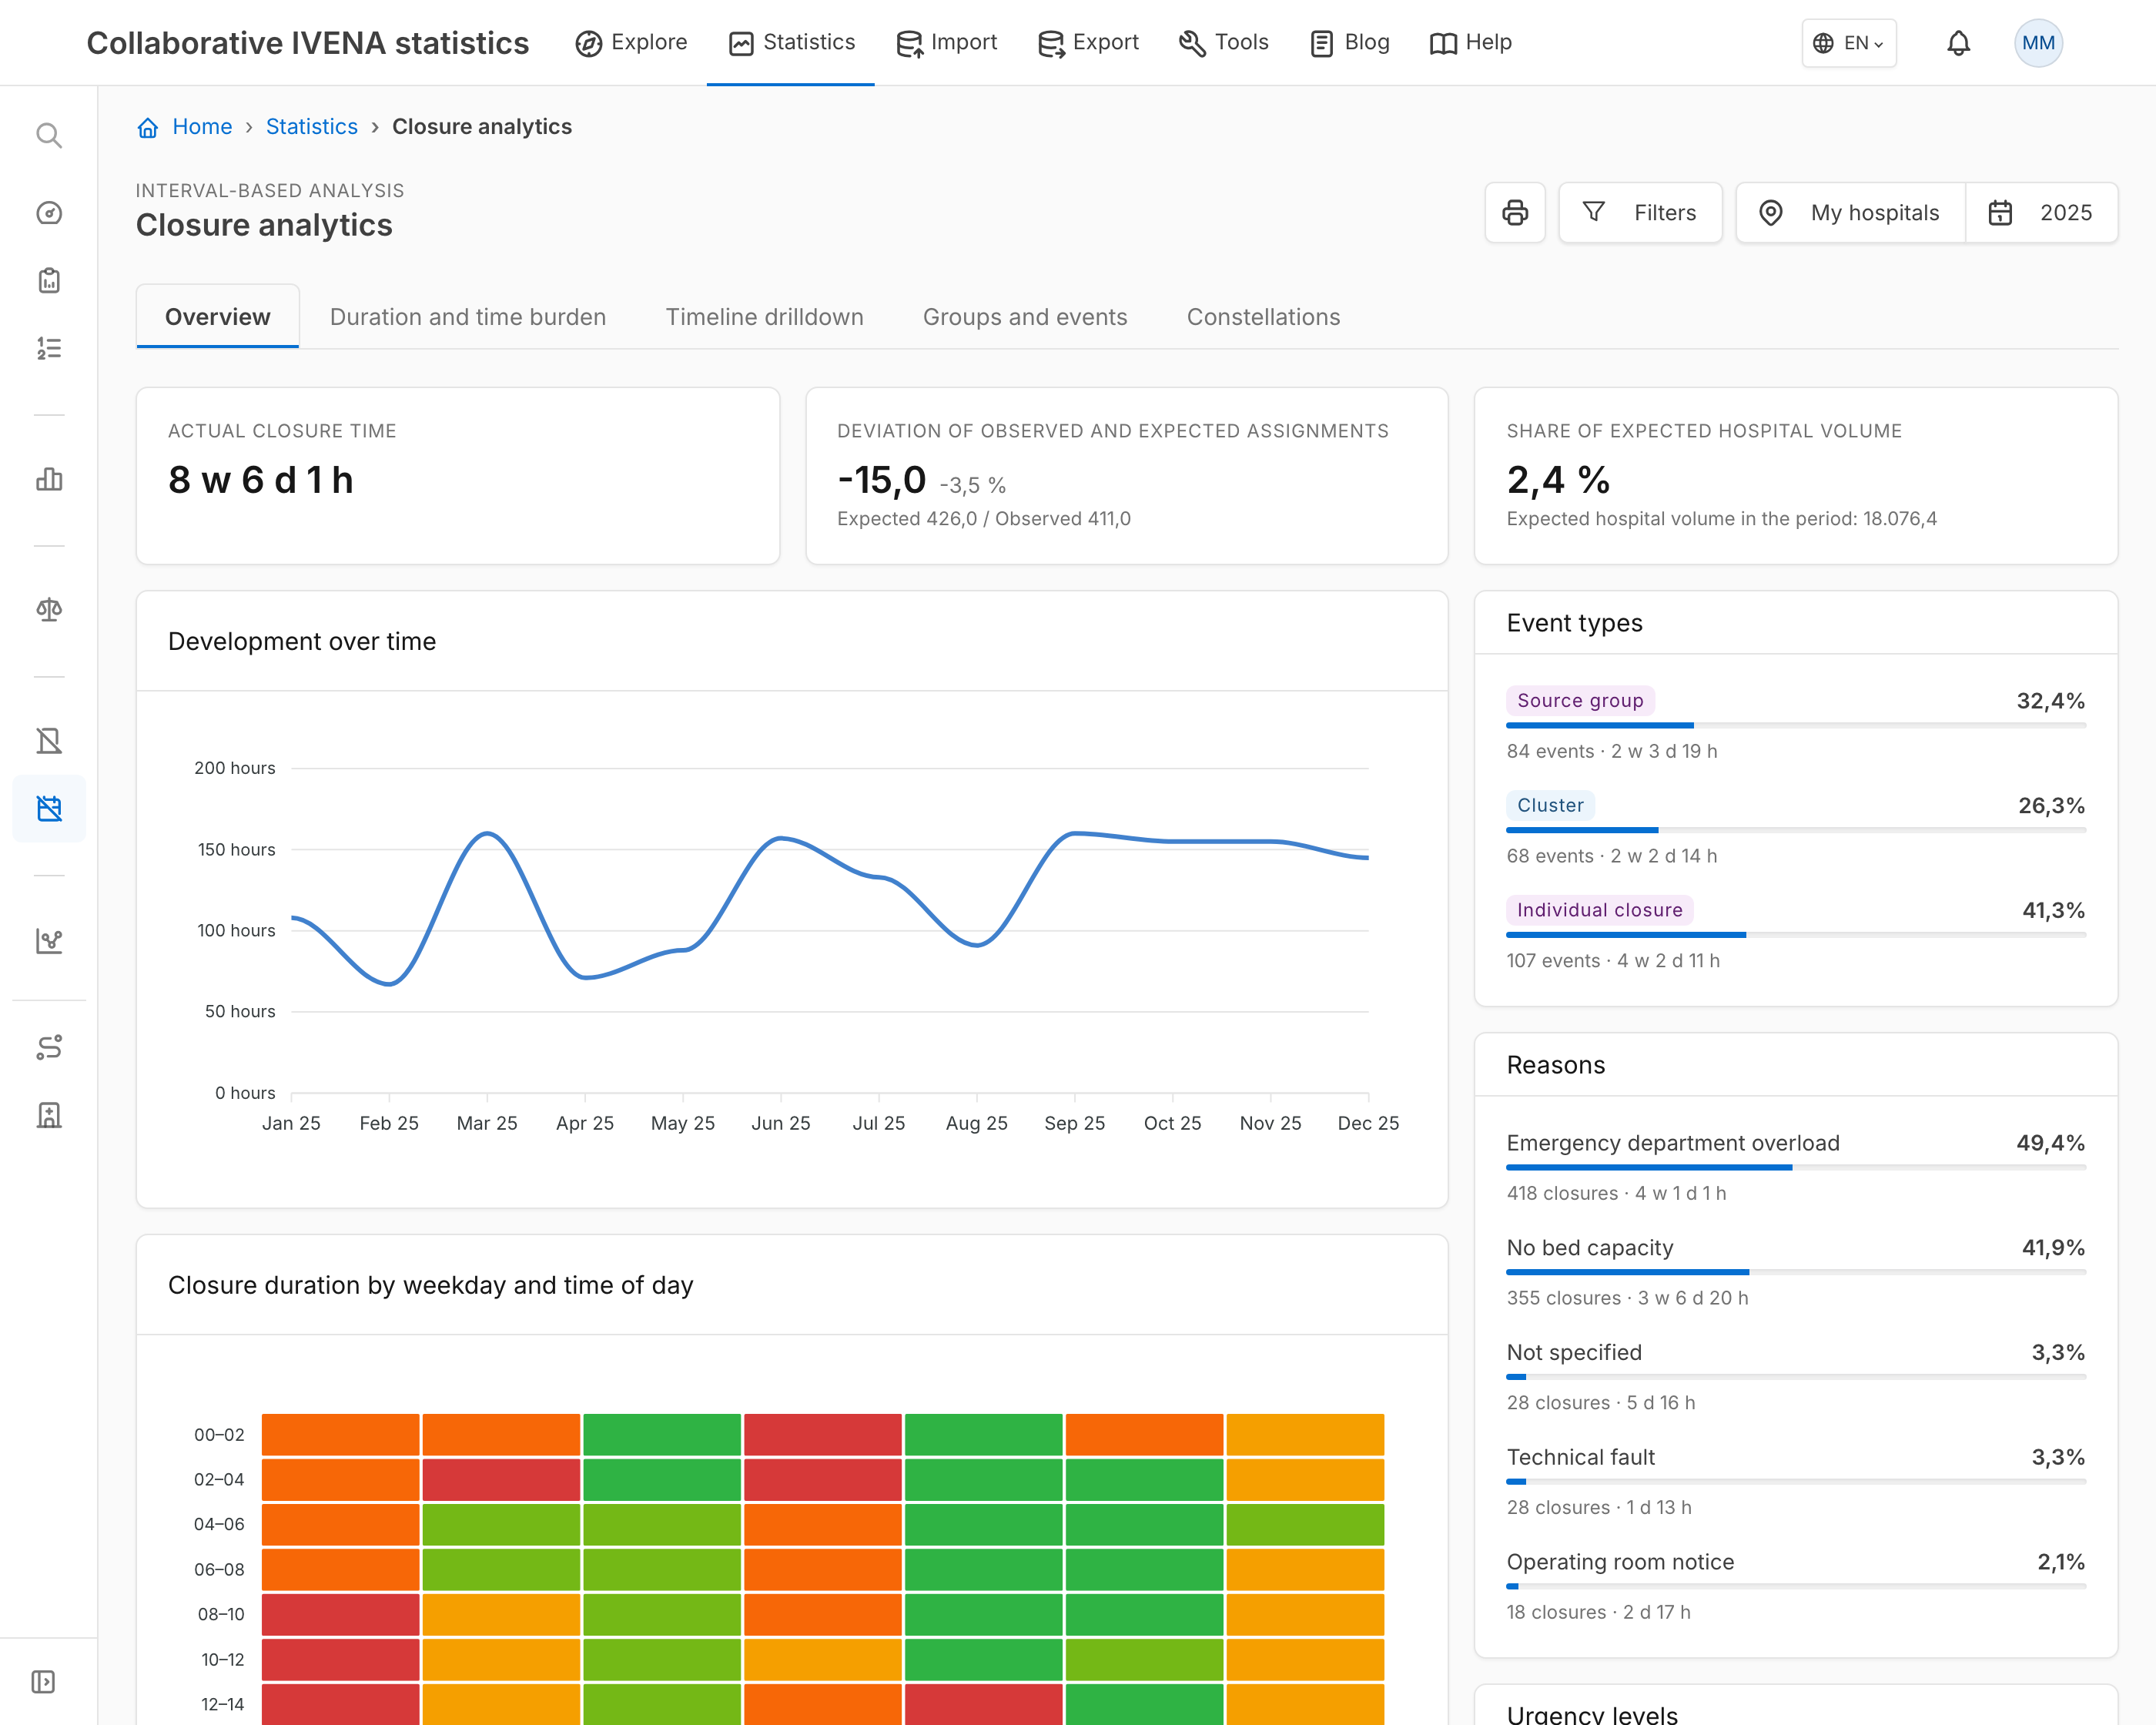 Collaborative IVENA statistics
Explore
Statistics
Import
Export
Tools
Blog
Help
EN
MM
Home › Statistics › Closure analytics
INTERVAL-BASED ANALYSIS
Closure analytics
Filters
My hospitals
2025
Overview
Duration and time burden
Timeline drilldown
Groups and events
Constellations
ACTUAL CLOSURE TIME
8 w 6 d 1 h
DEVIATION OF OBSERVED AND EXPECTED ASSIGNMENTS
-15,0 -3,5 %
Expected 426,0 / Observed 411,0
SHARE OF EXPECTED HOSPITAL VOLUME
2,4 %
Expected hospital volume in the period: 18.076,4
Development over time
200 hours
150 hours
100 hours
50 hours
0 hours
Jan 25
Feb 25
Mar 25
Apr 25
May 25
Jun 25
Jul 25
Aug 25
Sep 25
Oct 25
Nov 25
Dec 25
Closure duration by weekday and time of day
00–02
02–04
04–06
06–08
08–10
10–12
12–14
Event types
Source group 32,4%
84 events · 2 w 3 d 19 h
Cluster 26,3%
68 events · 2 w 2 d 14 h
Individual closure 41,3%
107 events · 4 w 2 d 11 h
Reasons
Emergency department overload 49,4%
418 closures · 4 w 1 d 1 h
No bed capacity 41,9%
355 closures · 3 w 6 d 20 h
Not specified 3,3%
28 closures · 5 d 16 h
Technical fault 3,3%
28 closures · 1 d 13 h
Operating room notice 2,1%
18 closures · 2 d 17 h
Urgency levels